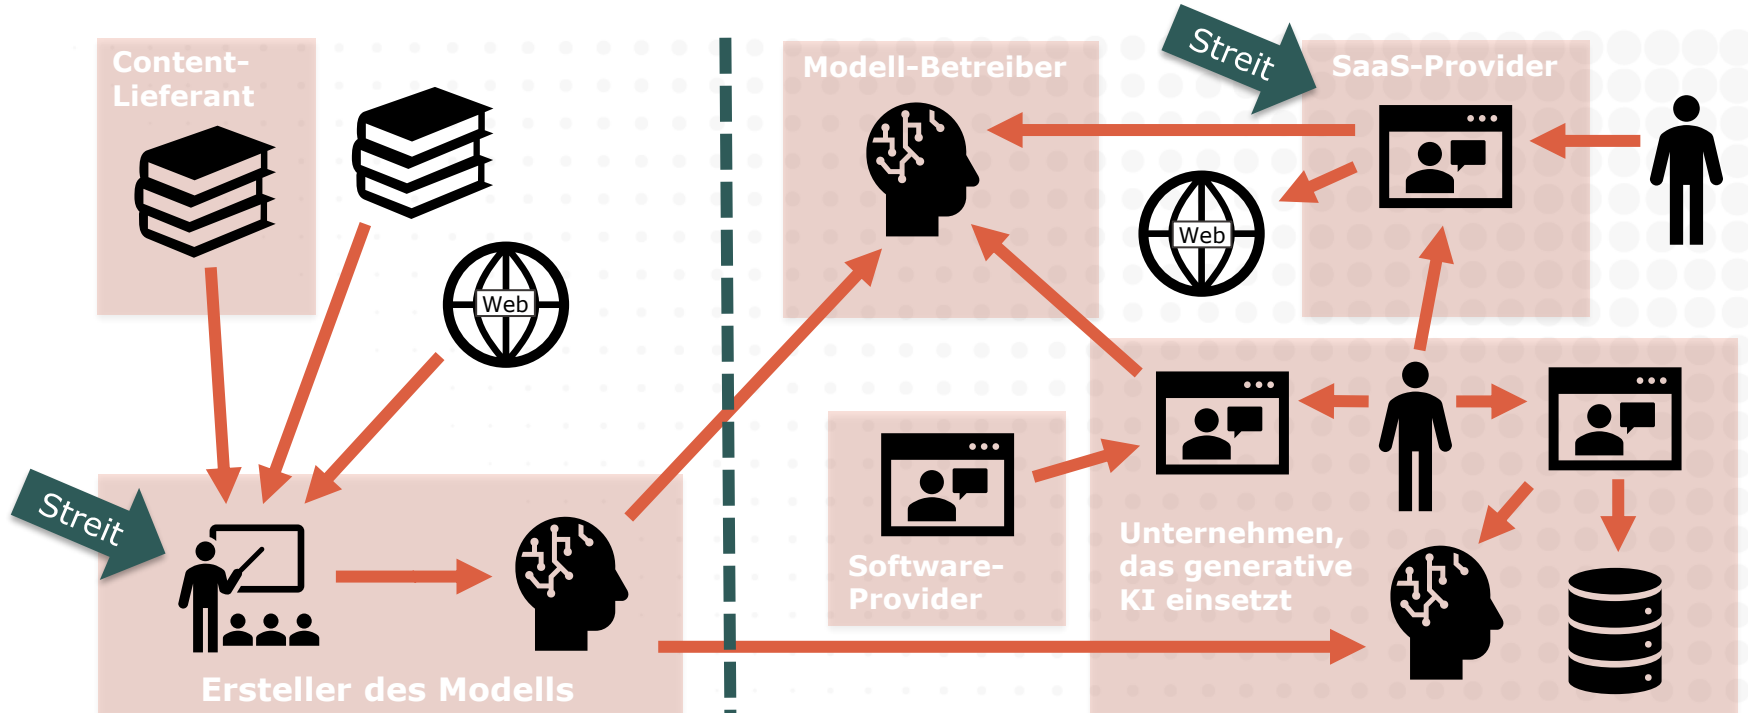 Content-
Lieferant
Web
Streit
Ersteller des Modells
Modell-Betreiber
Streit
SaaS-Provider
Web
Software-
Provider
Unternehmen,
das generative
KI einsetzt